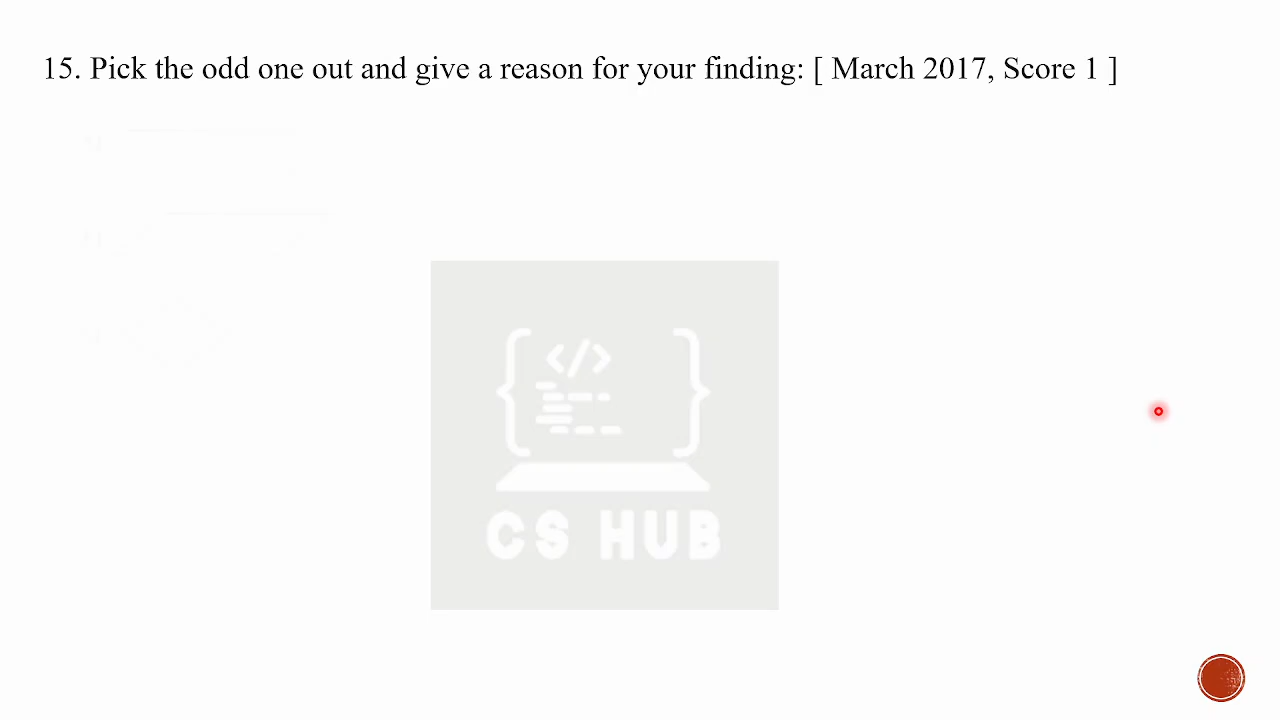 15. Pick the odd one out and give a reason for your finding: [ March 2017, Score 1 ]
</>
CS HUB